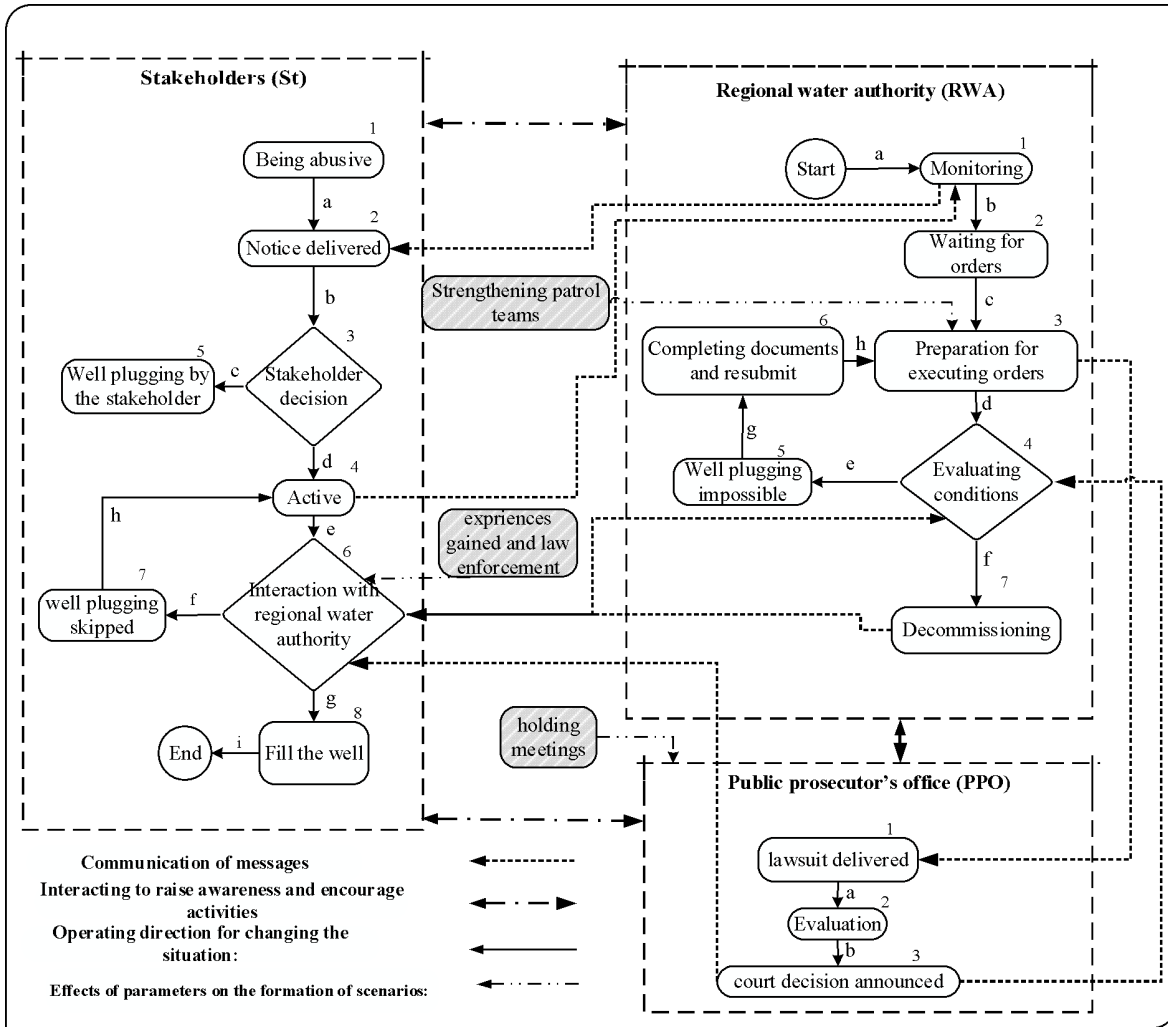 Stakeholders (St)
1
Being abusive
a
2
Notice delivered
b
3
Stakeholder
decision
c
5
Well plugging by
the stakeholder
d
4
Active
e
6
Interaction with
regional water
authority
f
7
well plugging
skipped
h
g
8
Fill the well
i
End
Strengthening patrol
teams
expriences
gained and law
enforcement
holding
meetings
Regional water authority (RWA)
Start
a
1
Monitoring
b
2
Waiting for
orders
c
3
Preparation for
executing orders
d
4
Evaluating
conditions
e
5
Well plugging
impossible
g
6
Completing documents
and resubmit
h
f
7
Decommissioning
Public prosecutor's office (PPO)
1
lawsuit delivered
a
2
Evaluation
b
3
court decision announced
Communication of messages
Interacting to raise awareness and encourage
activities
Operating direction for changing the
situation:
Effects of parameters on the formation of scenarios: